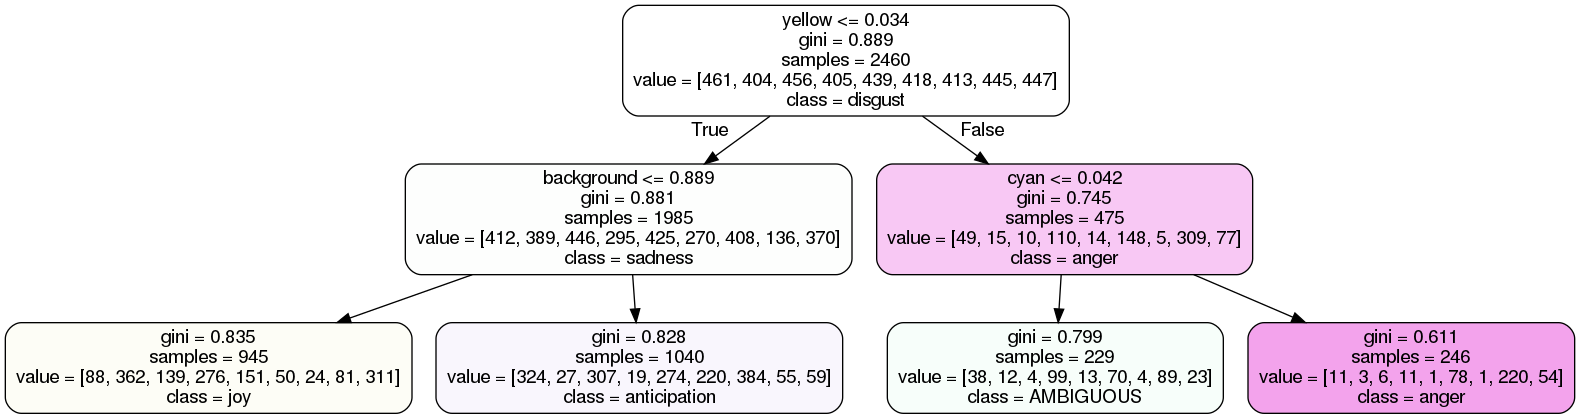 yellow <= 0.034
gini = 0.889
samples = 2460
value = [461, 404, 456, 405, 439, 418, 413, 445, 447]
class = disgust
True
False
background <= 0.889
gini = 0.881
samples = 1985
value = [412, 389, 446, 295, 425, 270, 408, 136, 370]
class = sadness
cyan <= 0.042
gini = 0.745
samples = 475
value = [49, 15, 10, 110, 14, 148, 5, 309, 77]
class = anger
gini = 0.835
samples = 945
value = [88, 362, 139, 276, 151, 50, 24, 81, 311]
class = joy
gini = 0.828
samples = 1040
value = [324, 27, 307, 19, 274, 220, 384, 55, 59]
class = anticipation
gini = 0.799
samples = 229
value = [38, 12, 4, 99, 13, 70, 4, 89, 23]
class = AMBIGUOUS
gini = 0.611
samples = 246
value = [11, 3, 6, 11, 1, 78, 1, 220, 54]
class = anger